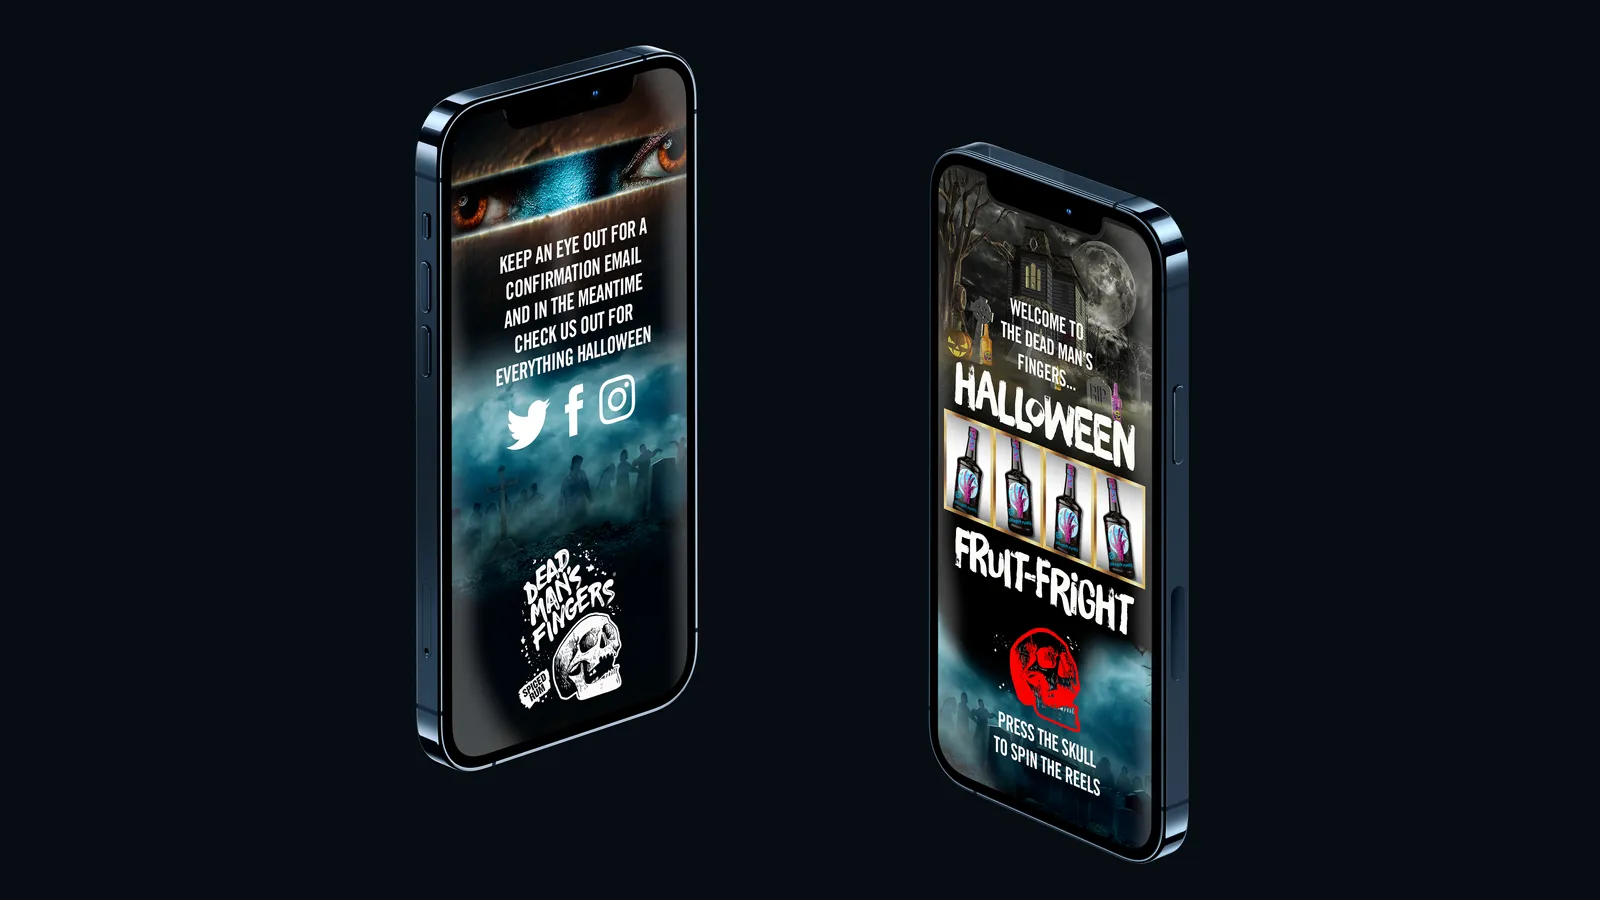 KEEP AN EYE OUT FOR A
CONFIRMATION EMAIL
AND IN THE MEANTIME
CHECK US OUT FOR
EVERYTHING HALLOWEEN
DEAD
MAN'S
FINGERS
SPICED
RUM
WELCOME TO
THE DEAD MAN'S
FINGERS...
HALLOWEEN
FRUIT-FRIGHT
PRESS THE SKULL
TO SPIN THE REELS
RIP